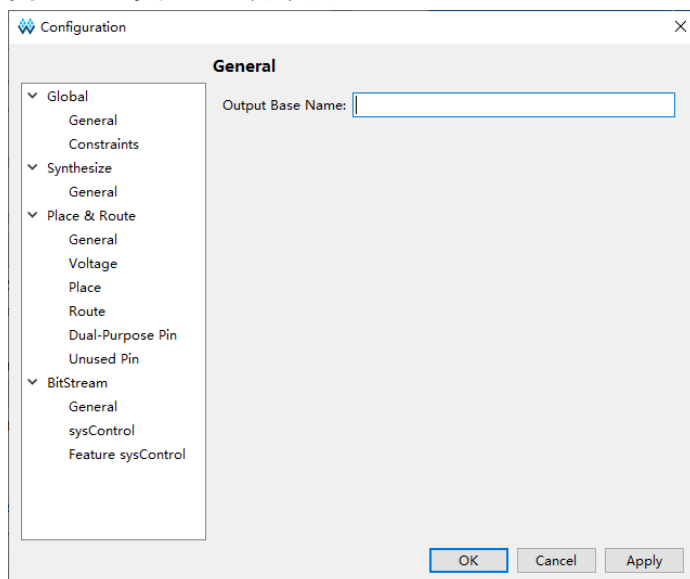 Configuration
General
Output Base Name:
Global
General
Constraints
Synthesize
General
Place & Route
General
Voltage
Place
Route
Dual-Purpose Pin
Unused Pin
BitStream
General
sysControl
Feature sysControl
OK
Cancel
Apply